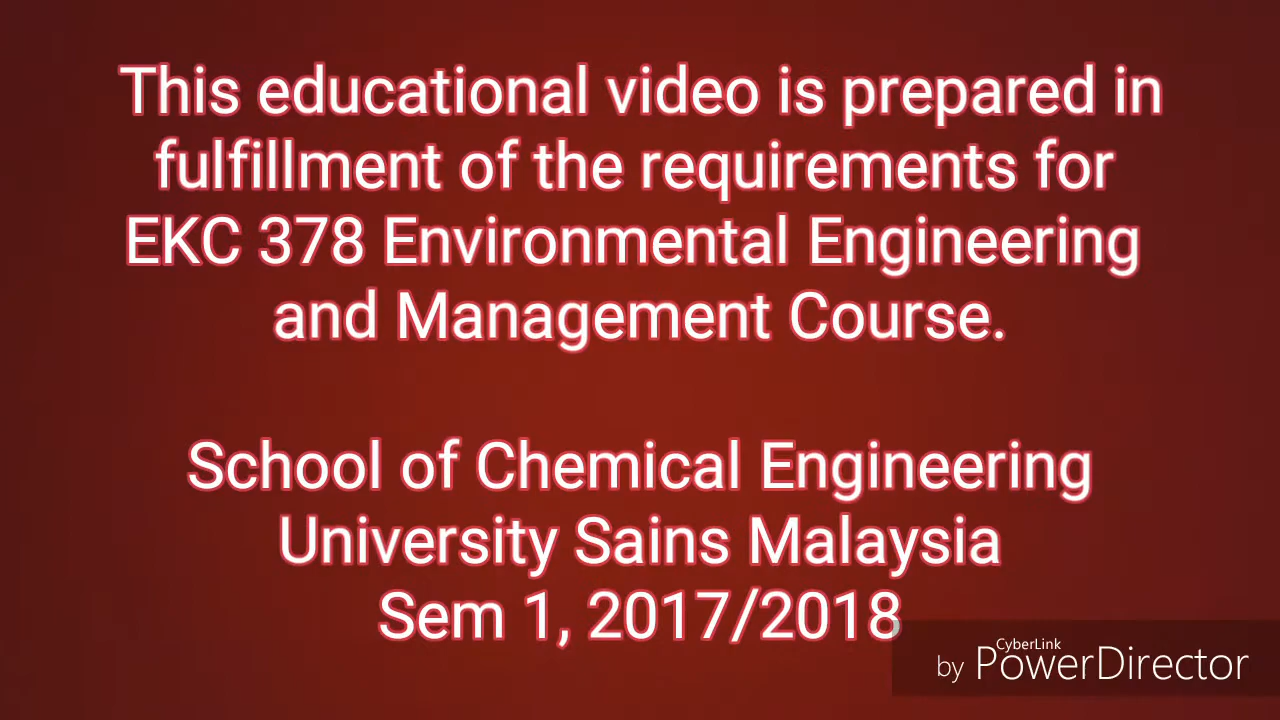 This educational video is prepared in
fulfillment of the requirements for
EKC 378 Environmental Engineering
and Management Course.
School of Chemical Engineering
University Sains Malaysia
Sem 1, 2017/2018
CyberLink
by PowerDirector